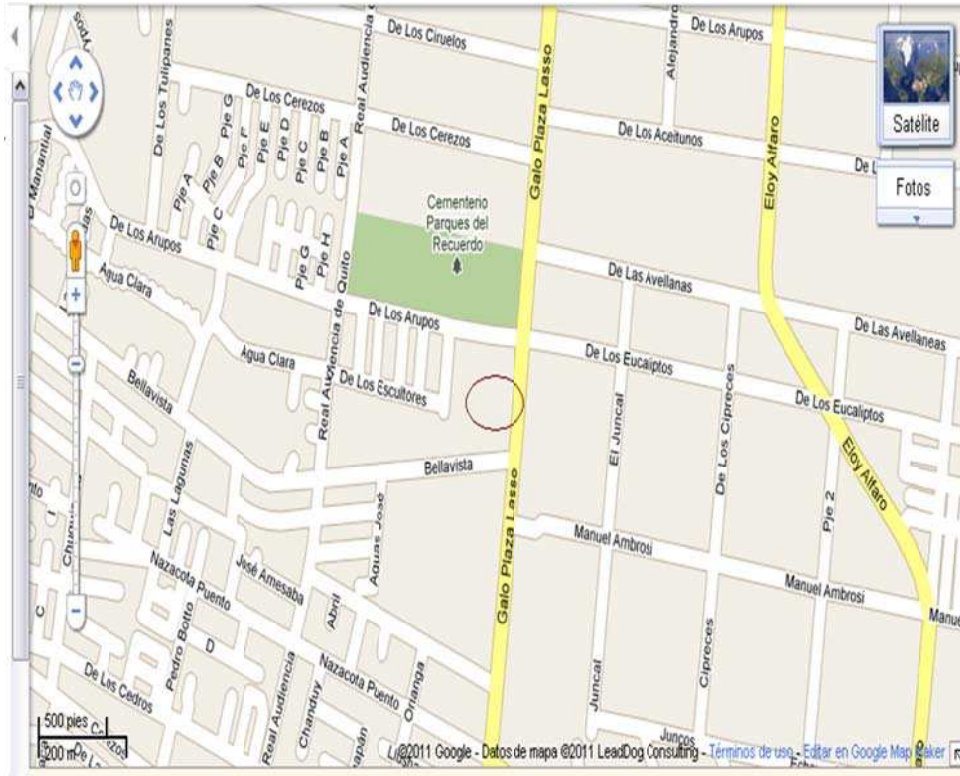 De Los Ciruelos
De Los Arupos
Alejandro
Satélite
Fotos
De Los Tulipanes
Real Audiencia
De Los Cerezos
De Los Cerezos
Galo Plaza Lasso
De Los Aceitunos
Eloy Alfaro
Pje G
Pje B
Pje A
Pje E
Pje D
Pje C
Pje B
Pje A
Pje C
Pje G
Pje H
El Manantial
Cementerio
Parques del
Recuerdo
De Los Arupos
Agua Clara
Real Audiencia de Quito
De Las Avellanas
De Las Avellaneas
De Los Arupos
Agua Clara
De Los Escultores
De Los Eucaliptos
De Los Eucaliptos
Bellavista
El Juncal
De Los Cipreces
Eloy Alfaro
Bellavista
Las Lagunas
Aguas José
Galo Plaza Lasso
Pje 2
Manuel Ambrosi
Manuel Ambrosi
Nazacota Puento
José Amesaba
Abril
Pedro Botto
D
C
Nazacota Puento
De Los Cedros
Real Audiencia
Chanduy
Orianga
Juncal
Cipreces
Juncos
500 pies
200 m
©2011 Google - Datos de mapa ©2011 LeadDog Consulting - Términos de uso - Editar en Google Map Maker